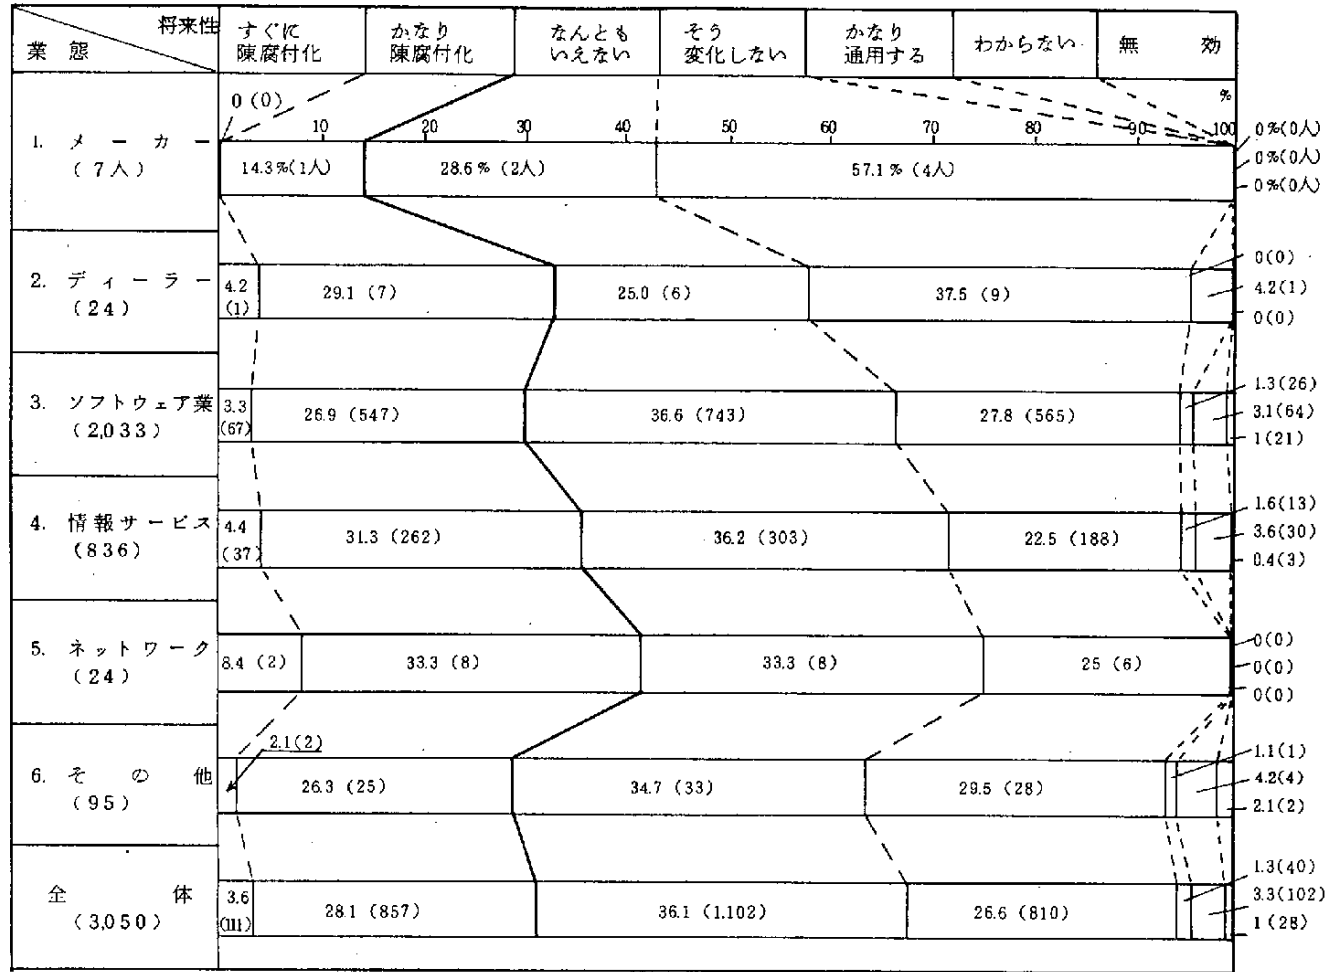 将来性
業態
すぐに
陳腐付化
かなり
陳腐付化
なんとも
いえない
そう
変化しない
かなり
通用する
わからない
無効
0 (0)
%
10 20 30 40 50 60 70 80 90 100
1. メーカー
(7人)
14.3%(1人) 28.6% (2人) 57.1% (4人)
0%(0人)
0%(0人)
0%(0人)
2. ディーラー
(24)
4.2
(1)
29.1 (7) 25.0 (6) 37.5 (9)
0(0)
4.2(1)
0(0)
3. ソフトウェア業
(2,033)
3.3
(67)
26.9 (547) 36.6 (743) 27.8 (565)
1.3(26)
3.1(64)
1(21)
4. 情報サービス
(836)
4.4
(37)
31.3 (262) 36.2 (303) 22.5 (188)
1.6(13)
3.6(30)
0.4(3)
5. ネットワーク
(24)
8.4 (2) 33.3 (8) 33.3 (8) 25 (6)
0(0)
0(0)
0(0)
6. その他
(95)
2.1(2)
26.3 (25) 34.7 (33) 29.5 (28)
1.1(1)
4.2(4)
2.1(2)
全体
(3,050)
3.6
(111)
28.1 (857) 36.1 (1,102) 26.6 (810)
1.3(40)
3.3(102)
1(28)